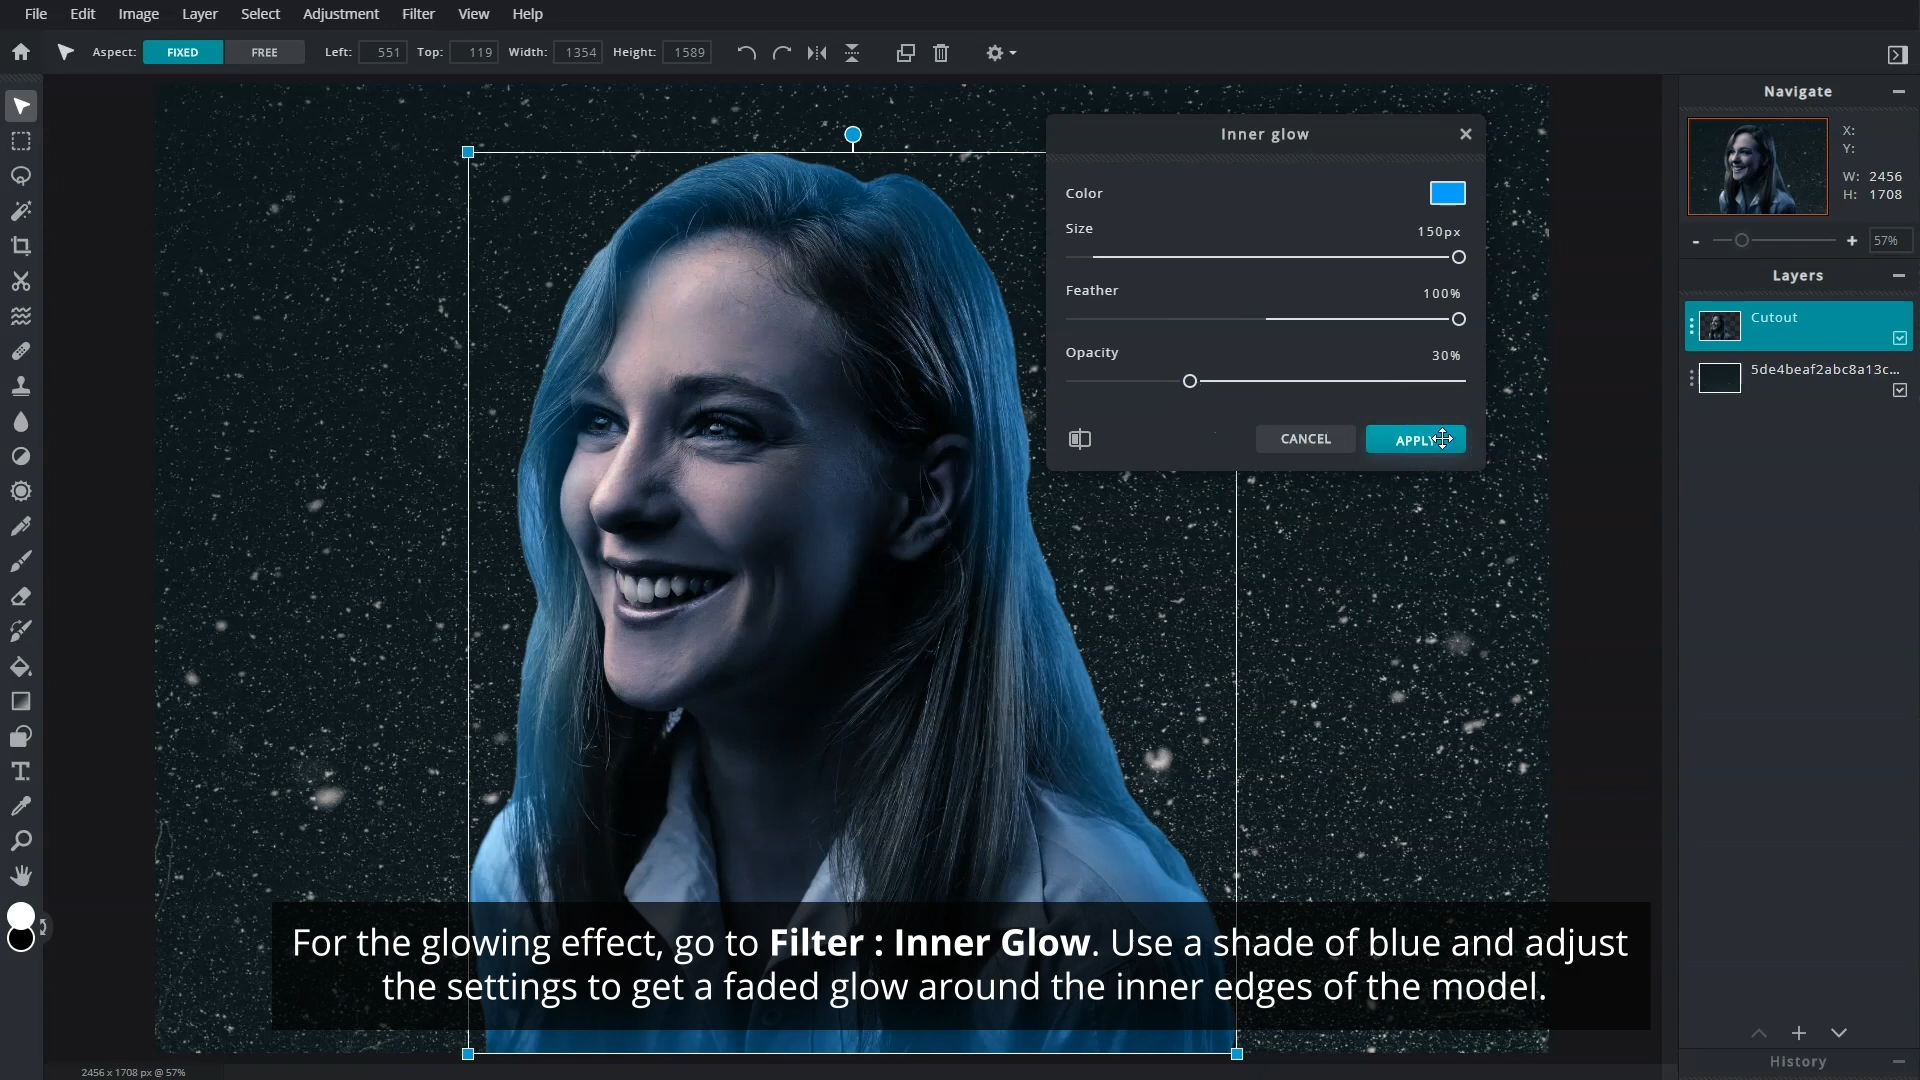 File Edit Image Layer Select Adjustment Filter View Help
Aspect: FIXED FREE Left: 551 Top: 119 Width: 1354 Height: 1589
Inner glow
Color
Size 150px
Feather 100%
Opacity 30%
CANCEL APPLY
Navigate
X:
Y:
W: 2456
H: 1708
- + 57%
Layers
Cutout
5de4beaf2abc8a13c...
For the glowing effect, go to Filter : Inner Glow. Use a shade of blue and adjust
the settings to get a faded glow around the inner edges of the model.
History
2456 x 1708 px @ 57%